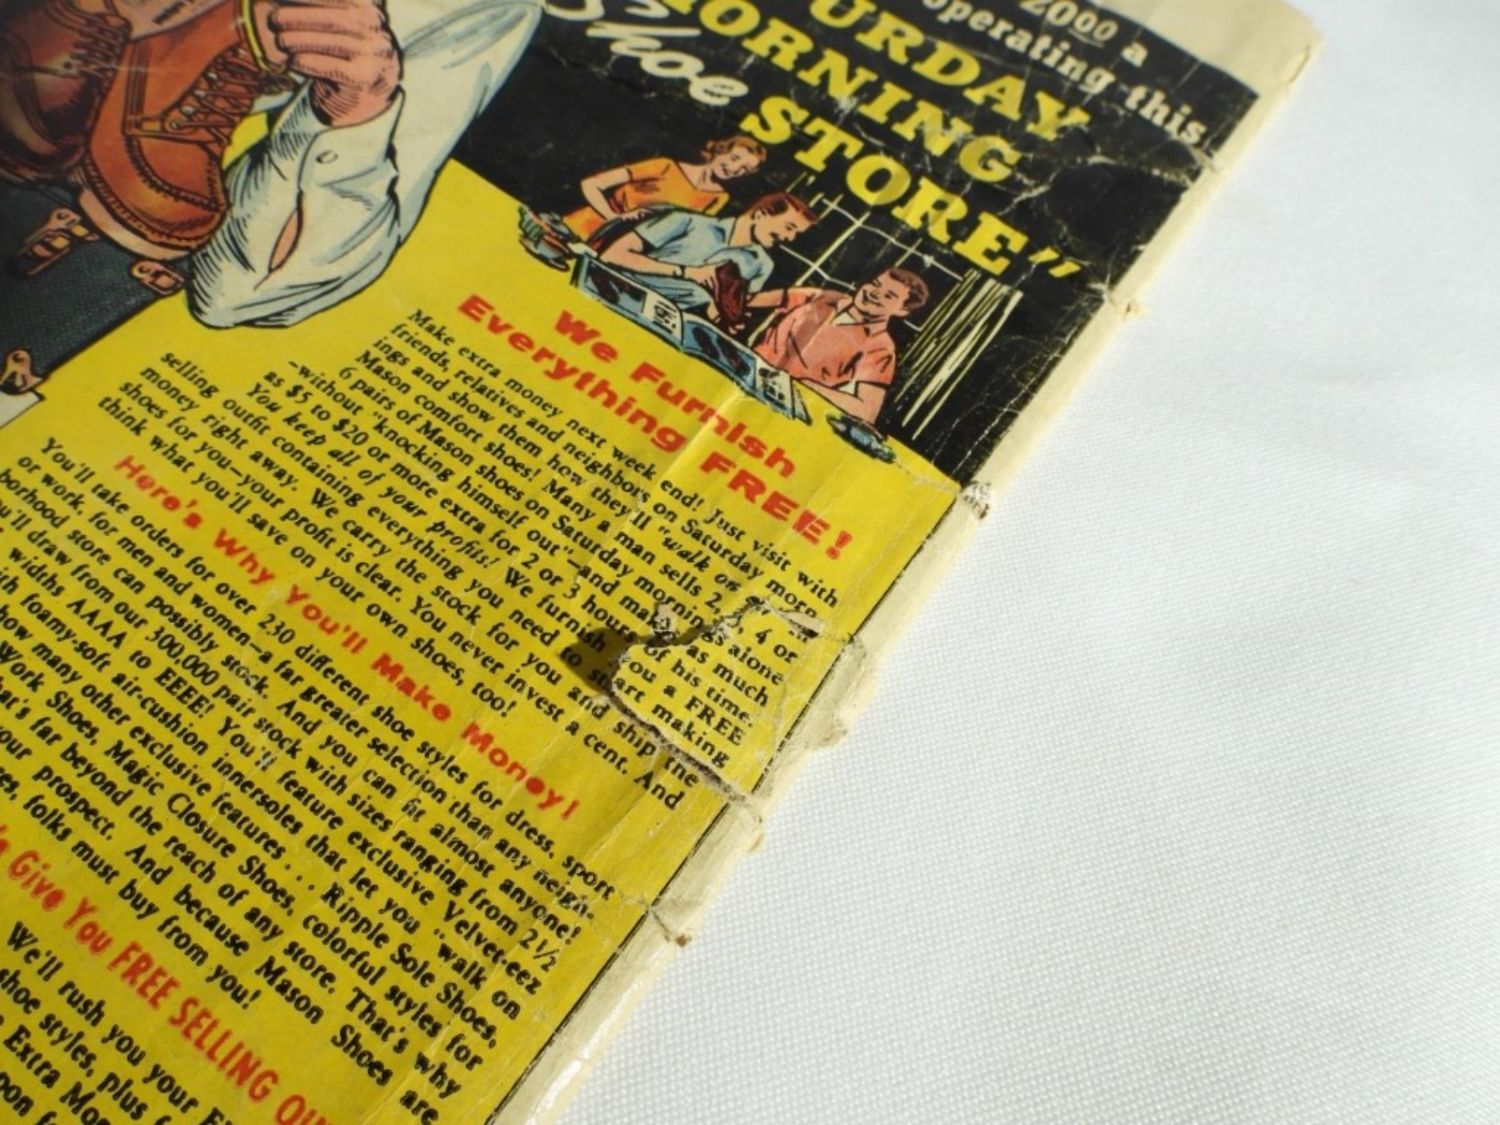 2000 a
operating this
URDAY
ORNING
Shoe STORE"
We Furnish
Everything FREE!
Make extra money next week end! Just visit with
friends, relatives and neighbors on Saturday morn-
ings and show them how they'll "walk on
Mason comfort shoes! Many a man sells 2, 3, 4 or
6 pairs of Mason shoes on Saturday mornings alone
—without "knocking himself out"—and makes as much
as $5 to $20 or more extra for 2 or 3 hours of his time.
You keep all of your profits! We furnish you a FREE
selling outfit containing everything you need to start making
money right away. We carry the stock for you and ship the
shoes for you—your profit is clear. You never invest a cent. And
think what you'll save on your own shoes, too!
Here's Why You'll Make Money!
You'll take orders for over 230 different shoe styles for dress, sport
or work, for men and women—a far greater selection than any neigh-
borhood store can possibly stock. And you can fit almost anyone!
u'll draw from our 300,000 pair stock with sizes ranging from 2½
widths AAA to EEEE! You'll feature exclusive Velvet-eez
foamy-soft air-cushion innersoles that let you "walk on
how many other exclusive features . . . Ripple Sole Shoes,
Work Shoes, Magic Closure Shoes, colorful styles for
at's far beyond the reach of any store. That's why
your prospect. And because Mason Shoes are
es, folks must buy from you!
Give You FREE SELLING OU
We'll rush you your
shoe styles, plus
Extra Mon